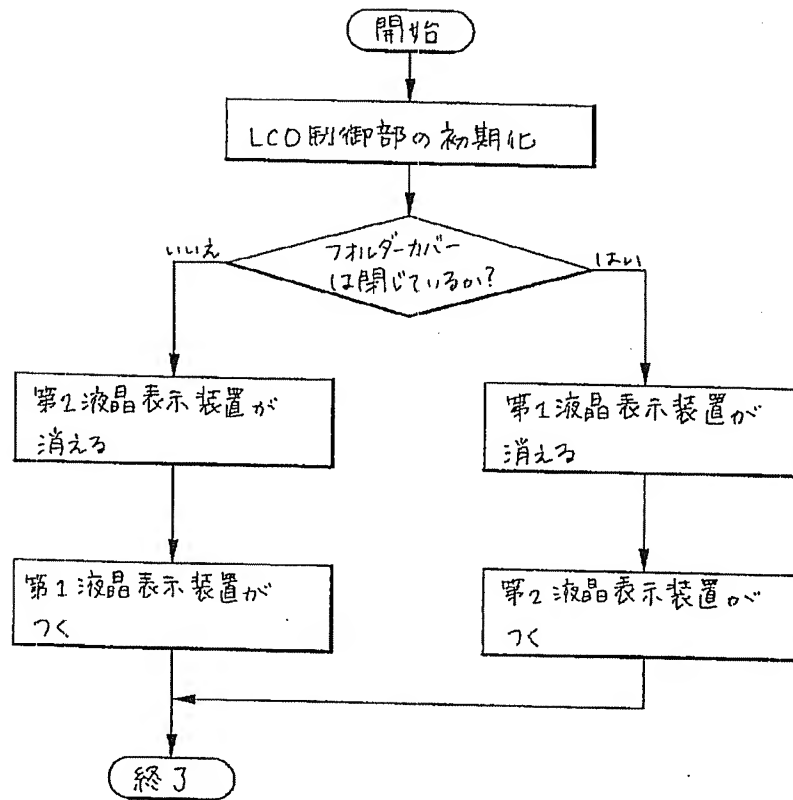 開始
LCD制御部の初期化
フォルダーカバー
は閉じているか?
いいえ
はい
第2液晶表示装置が
消える
第1液晶表示装置が
消える
第1液晶表示装置が
つく
第2液晶表示装置が
つく
終了